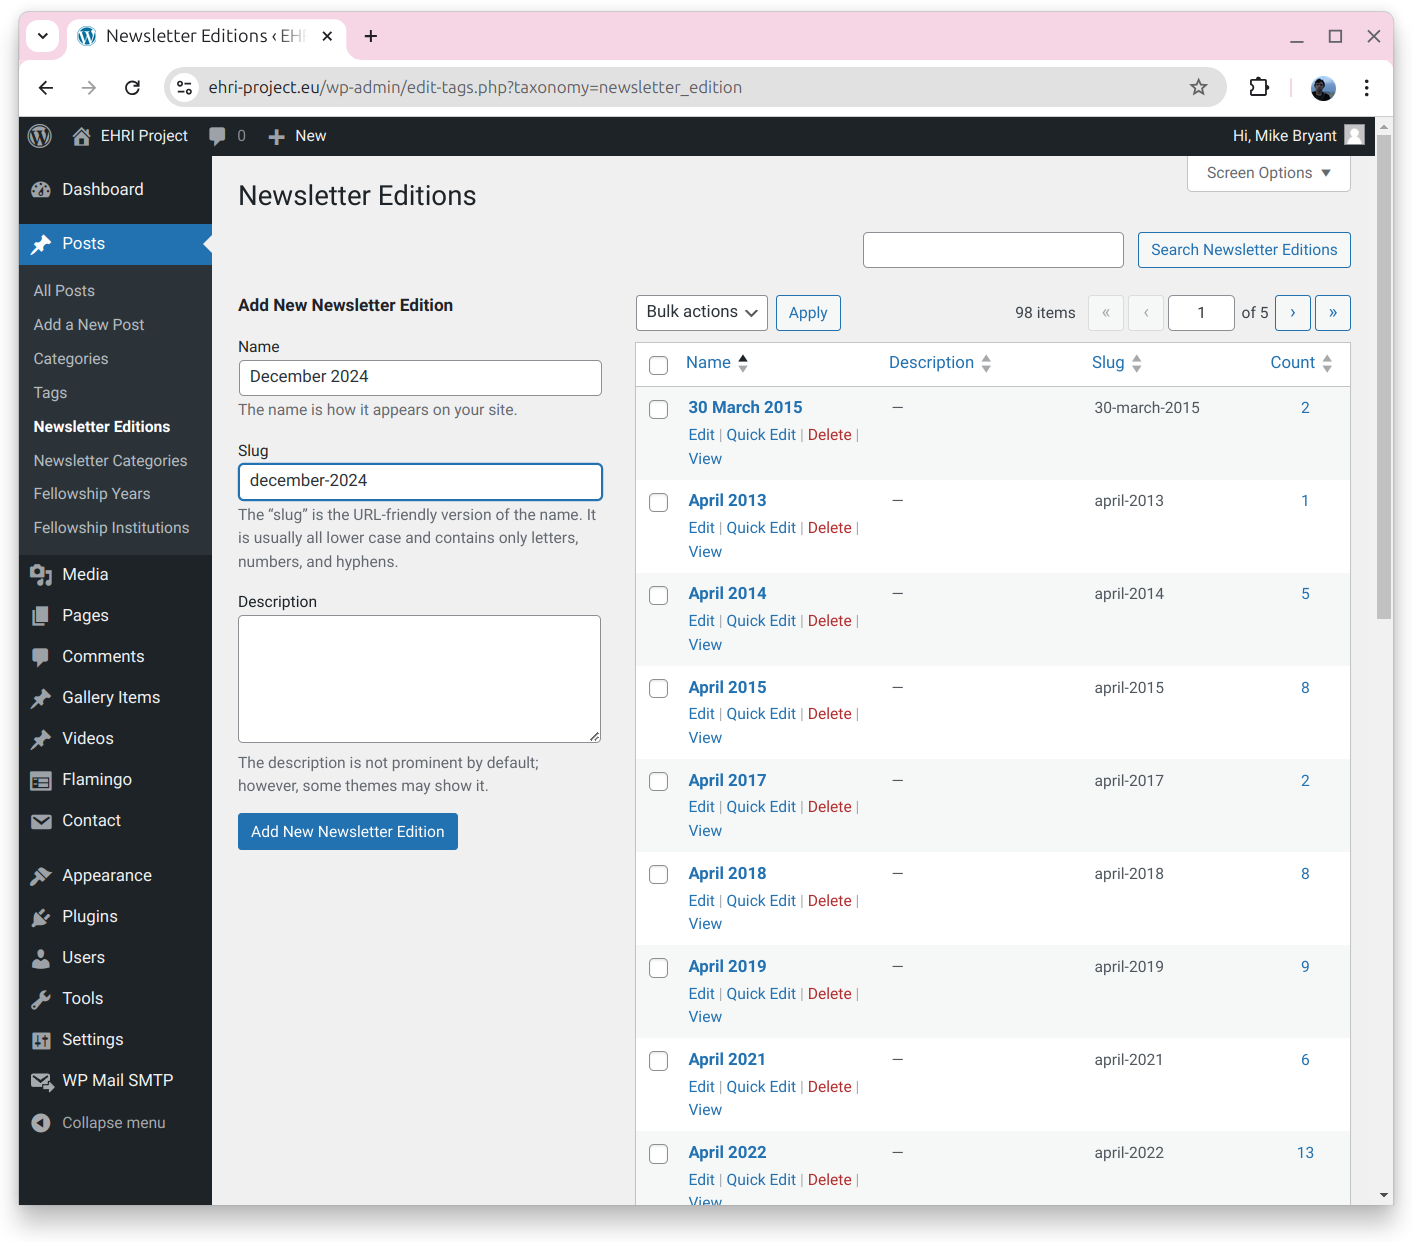 Newsletter Editions ‹ EHR
ehri-project.eu/wp-admin/edit-tags.php?taxonomy=newsletter_edition
EHRI Project
0
New
Hi, Mike Bryant
Dashboard
Posts
All Posts
Add a New Post
Categories
Tags
Newsletter Editions
Newsletter Categories
Fellowship Years
Fellowship Institutions
Media
Pages
Comments
Gallery Items
Videos
Flamingo
Contact
Appearance
Plugins
Users
Tools
Settings
WP Mail SMTP
Collapse menu
Screen Options
Newsletter Editions
Search Newsletter Editions
Add New Newsletter Edition
Name
December 2024
The name is how it appears on your site.
Slug
december-2024
The “slug” is the URL-friendly version of the name. It
is usually all lower case and contains only letters,
numbers, and hyphens.
Description
The description is not prominent by default;
however, some themes may show it.
Add New Newsletter Edition
Bulk actions
Apply
98 items « ‹ 1 of 5 › »
Name Description Slug Count
30 March 2015 — 30-march-2015 2
Edit | Quick Edit | Delete |
View
April 2013 — april-2013 1
Edit | Quick Edit | Delete |
View
April 2014 — april-2014 5
Edit | Quick Edit | Delete |
View
April 2015 — april-2015 8
Edit | Quick Edit | Delete |
View
April 2017 — april-2017 2
Edit | Quick Edit | Delete |
View
April 2018 — april-2018 8
Edit | Quick Edit | Delete |
View
April 2019 — april-2019 9
Edit | Quick Edit | Delete |
View
April 2021 — april-2021 6
Edit | Quick Edit | Delete |
View
April 2022 — april-2022 13
Edit | Quick Edit | Delete |
View